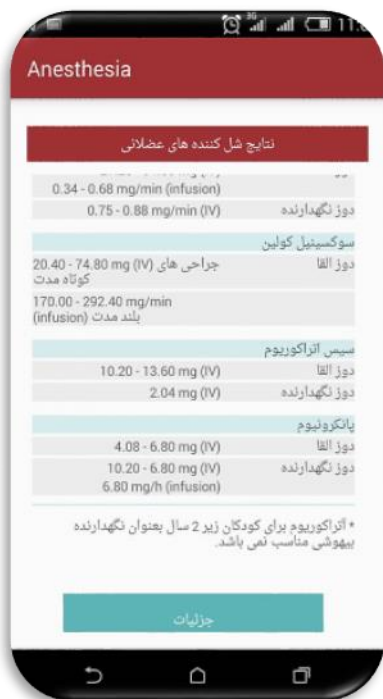 3G
11:
Anesthesia
نتایج شل کننده های عضلانی
0.34 - 0.68 mg/min (infusion)
دوز نگهدارنده 0.75 - 0.88 mg/min (IV)
سوکسینیل کولین
دوز القا 20.40 - 74.80 mg (IV) جراحی های
کوتاه مدت
170.00 - 292.40 mg/min
بلند مدت (infusion)
سیس آتراکوریوم
دوز القا 10.20 - 13.60 mg (IV)
دوز نگهدارنده 2.04 mg (IV)
پانکرونیوم
دوز القا 4.08 - 6.80 mg (IV)
دوز نگهدارنده 10.20 - 6.80 mg (IV)
6.80 mg/h (infusion)
* آتراکوریوم برای کودکان زیر 2 سال بعنوان نگهدارنده
بیهوشی مناسب نمی باشد.
جزئیات